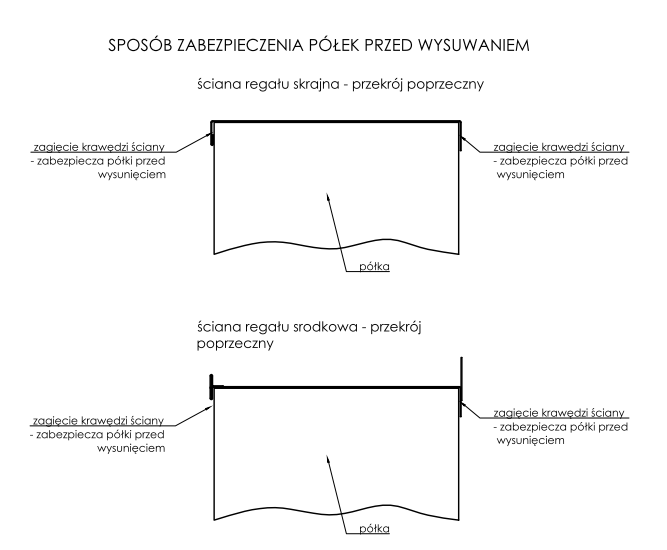 SPOSÓB ZABEZPIECZENIA PÓŁEK PRZED WYSUWANIEM
ściana regału skrajna - przekrój poprzeczny
zagięcie krawędzi ściany
- zabezpiecza półki przed
wysunięciem
zagięcie krawędzi ściany
- zabezpiecza półki przed
wysunięciem
półka
ściana regału srodkowa - przekrój
poprzeczny
zagięcie krawędzi ściany
- zabezpiecza półki przed
wysunięciem
zagięcie krawędzi ściany
- zabezpiecza półki przed
wysunięciem
półka